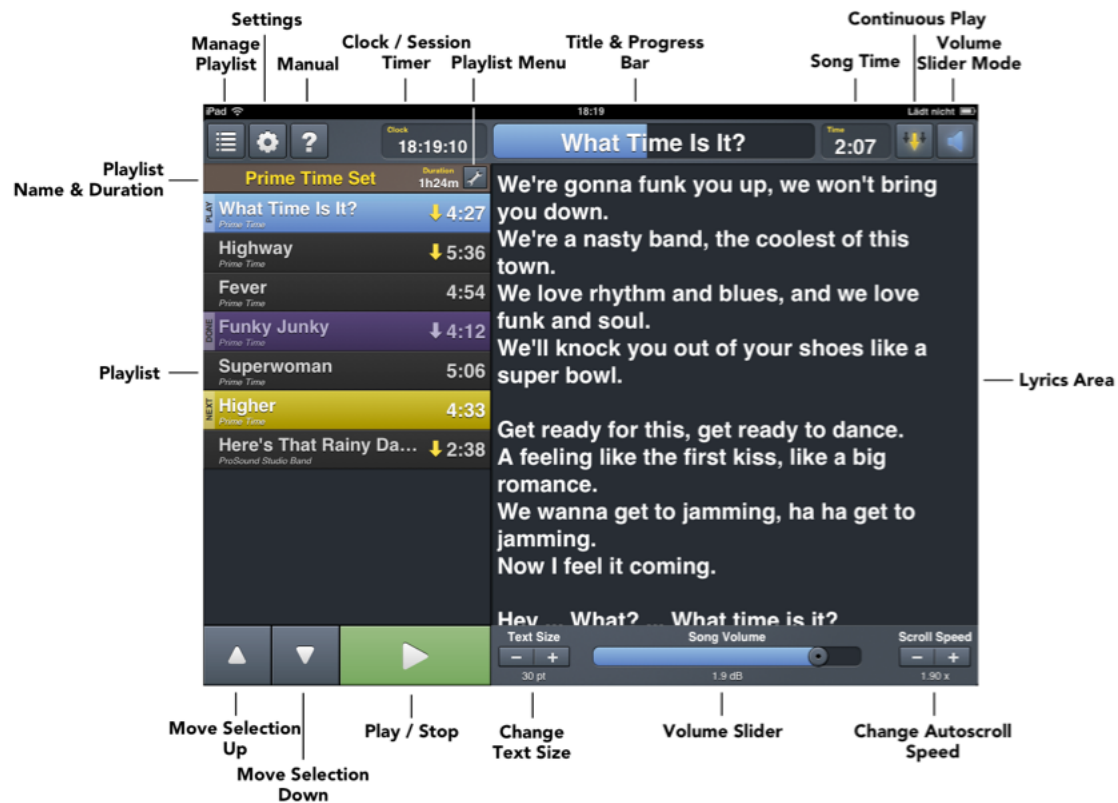 Settings
Continuous Play
Manage
Playlist
Manual
Clock / Session
Timer
Playlist Menu
Title & Progress
Bar
Song Time
Volume
Slider Mode
iPad
18:19
Lädt nicht
?
Clock
18:19:10
What Time Is It?
Time
2:07
Playlist
Name & Duration
Prime Time Set
Duration
1h24m
PLAY
What Time Is It?
4:27
Prime Time
Highway
5:36
Prime Time
Fever
4:54
Prime Time
DONE
Funky Junky
4:12
Prime Time
Playlist
Superwoman
5:06
Prime Time
NEXT
Higher
4:33
Prime Time
Here's That Rainy Da...
2:38
ProSound Studio Band
We're gonna funk you up, we won't bring
you down.
We're a nasty band, the coolest of this
town.
We love rhythm and blues, and we love
funk and soul.
We'll knock you out of your shoes like a
super bowl.
Get ready for this, get ready to dance.
A feeling like the first kiss, like a big
romance.
We wanna get to jamming, ha ha get to
jamming.
Now I feel it coming.
Hey ... What? ... What time is it?
Lyrics Area
Text Size
− +
30 pt
Song Volume
1.9 dB
Scroll Speed
− +
1.90 x
Move Selection
Up
Move Selection
Down
Play / Stop
Change
Text Size
Volume Slider
Change Autoscroll
Speed